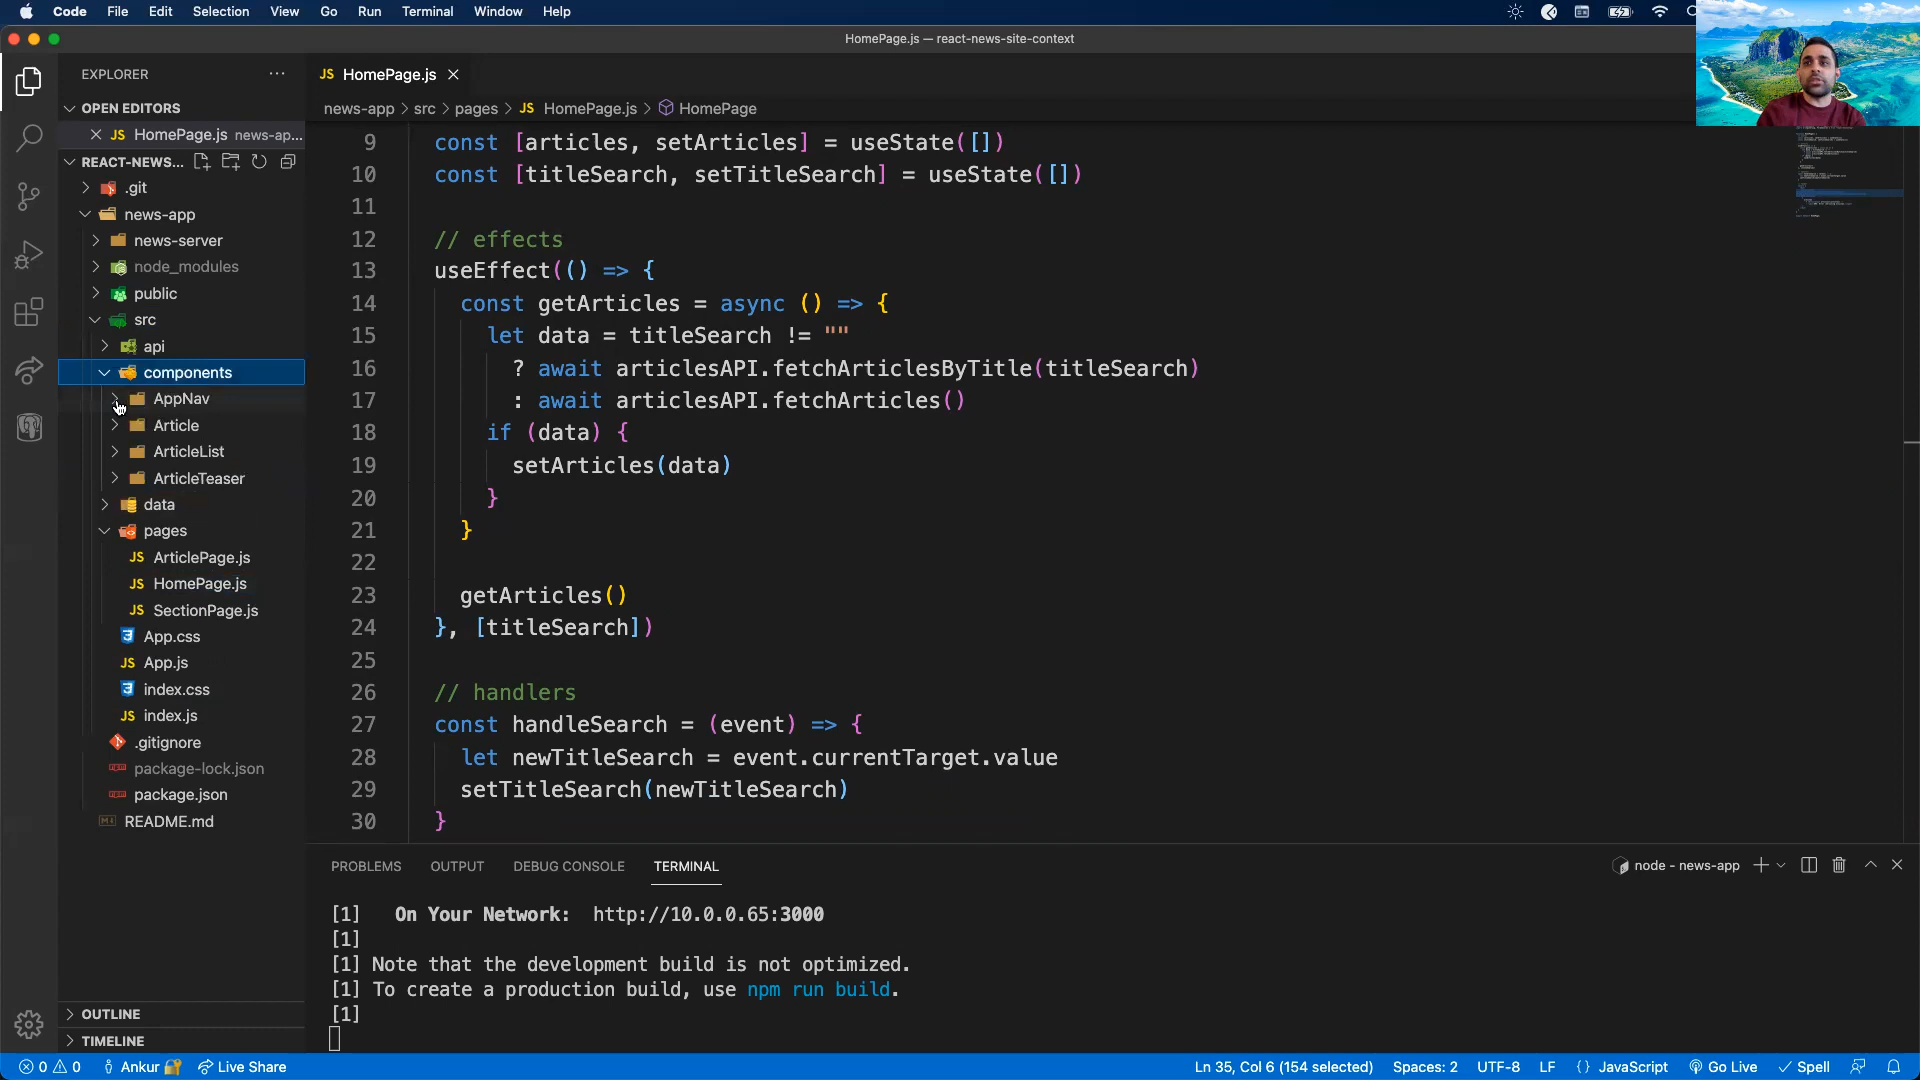 Code File Edit Selection View Go Run Terminal Window Help
HomePage.js — react-news-site-context
EXPLORER
OPEN EDITORS
JS HomePage.js news-ap...
REACT-NEWS...
.git
news-app
news-server
node_modules
public
src
api
components
AppNav
Article
ArticleList
ArticleTeaser
data
pages
JS ArticlePage.js
JS HomePage.js
JS SectionPage.js
App.css
JS App.js
index.css
JS index.js
.gitignore
package-lock.json
package.json
README.md
OUTLINE
TIMELINE
JS HomePage.js
news-app > src > pages > JS HomePage.js > HomePage
9 const [articles, setArticles] = useState([])
10 const [titleSearch, setTitleSearch] = useState([])
11
12 // effects
13 useEffect(() => {
14 const getArticles = async () => {
15 let data = titleSearch != ""
16 ? await articlesAPI.fetchArticlesByTitle(titleSearch)
17 : await articlesAPI.fetchArticles()
18 if (data) {
19 setArticles(data)
20 }
21 }
22
23 getArticles()
24 }, [titleSearch])
25
26 // handlers
27 const handleSearch = (event) => {
28 let newTitleSearch = event.currentTarget.value
29 setTitleSearch(newTitleSearch)
30 }
PROBLEMS OUTPUT DEBUG CONSOLE TERMINAL
node - news-app
[1] On Your Network: http://10.0.0.65:3000
[1]
[1] Note that the development build is not optimized.
[1] To create a production build, use npm run build.
[1]
0 0 Ankur Live Share
Ln 35, Col 6 (154 selected) Spaces: 2 UTF-8 LF {} JavaScript Go Live Spell